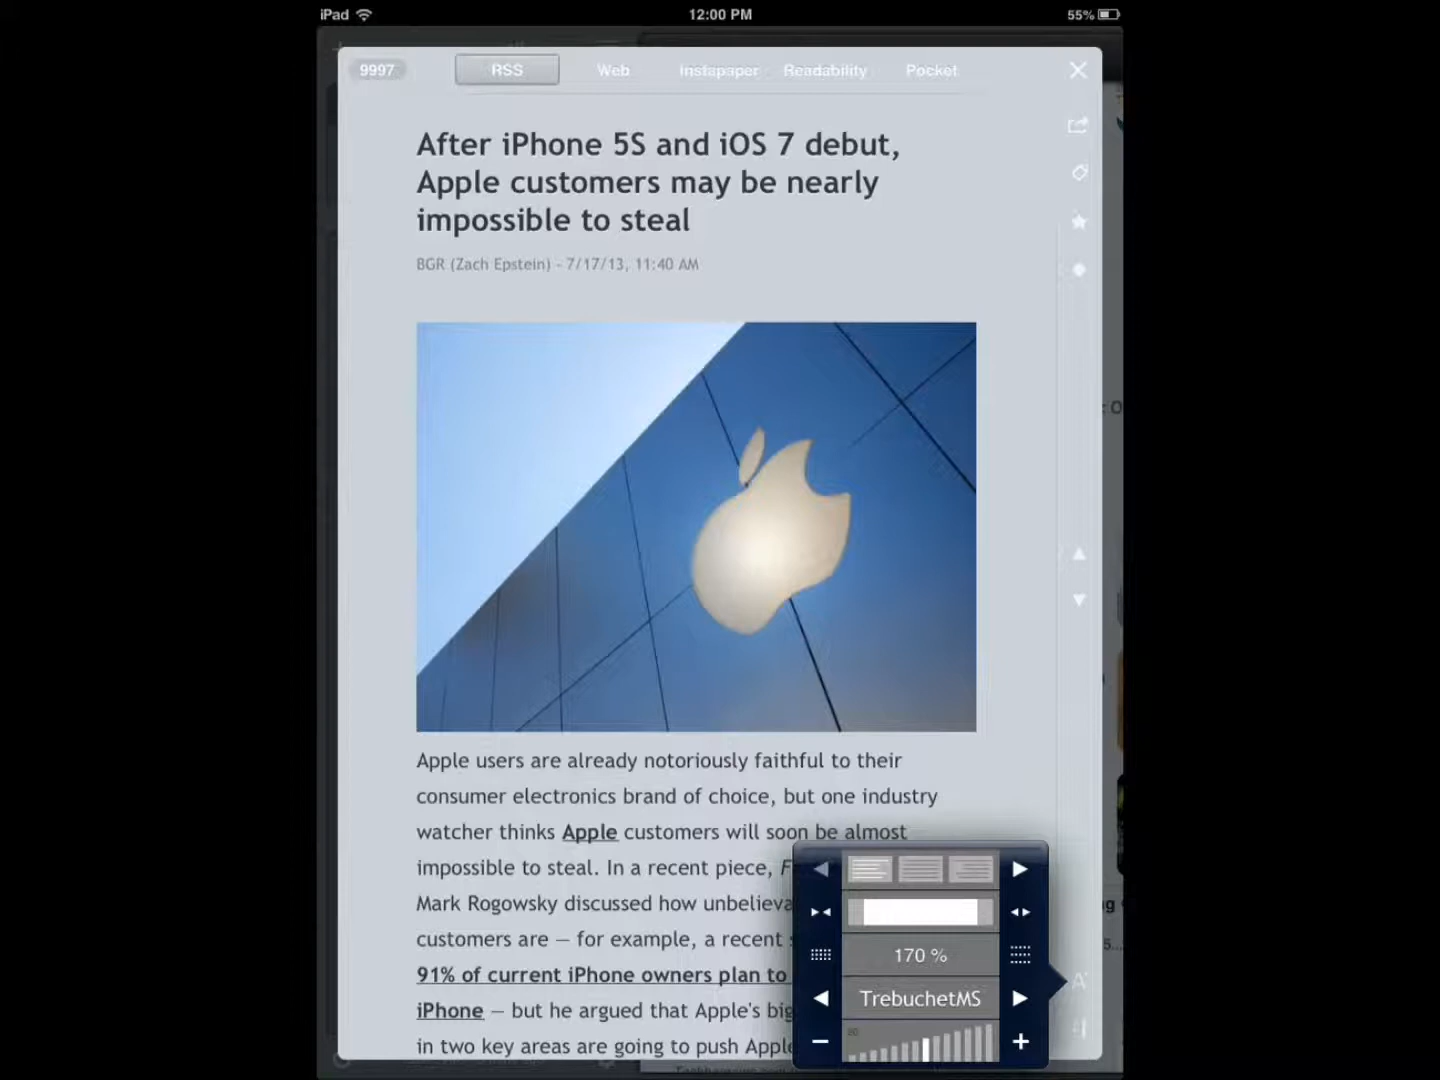 iPad 12:00 PM 55%
9997 RSS Web Instapaper Readability Pocket
After iPhone 5S and iOS 7 debut,
Apple customers may be nearly
impossible to steal
BGR (Zach Epstein) - 7/17/13, 11:40 AM
Apple users are already notoriously faithful to their
consumer electronics brand of choice, but one industry
watcher thinks Apple customers will soon be almost
impossible to steal. In a recent piece,
Mark Rogowsky discussed how
customers are — for example, a recent
91% of current iPhone owners plan to
iPhone — but he argued that Apple's
in two key areas are going to push
170 %
TrebuchetMS
20
A